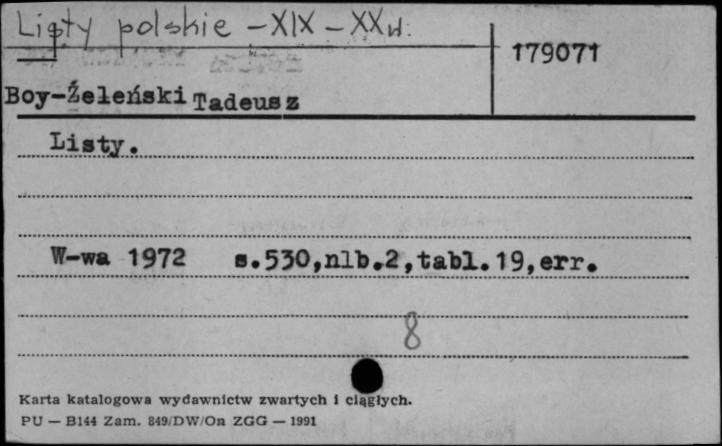 Listy polskie - XIX - XX w.
179071
Boy-Żeleński Tadeusz
Listy.
W-wa 1972 s.530,nlb.2,tabl.19,err.
8
Karta katalogowa wydawnictw zwartych i ciągłych.
PU — B144 Zam. 849/DW/On ZGG — 1991